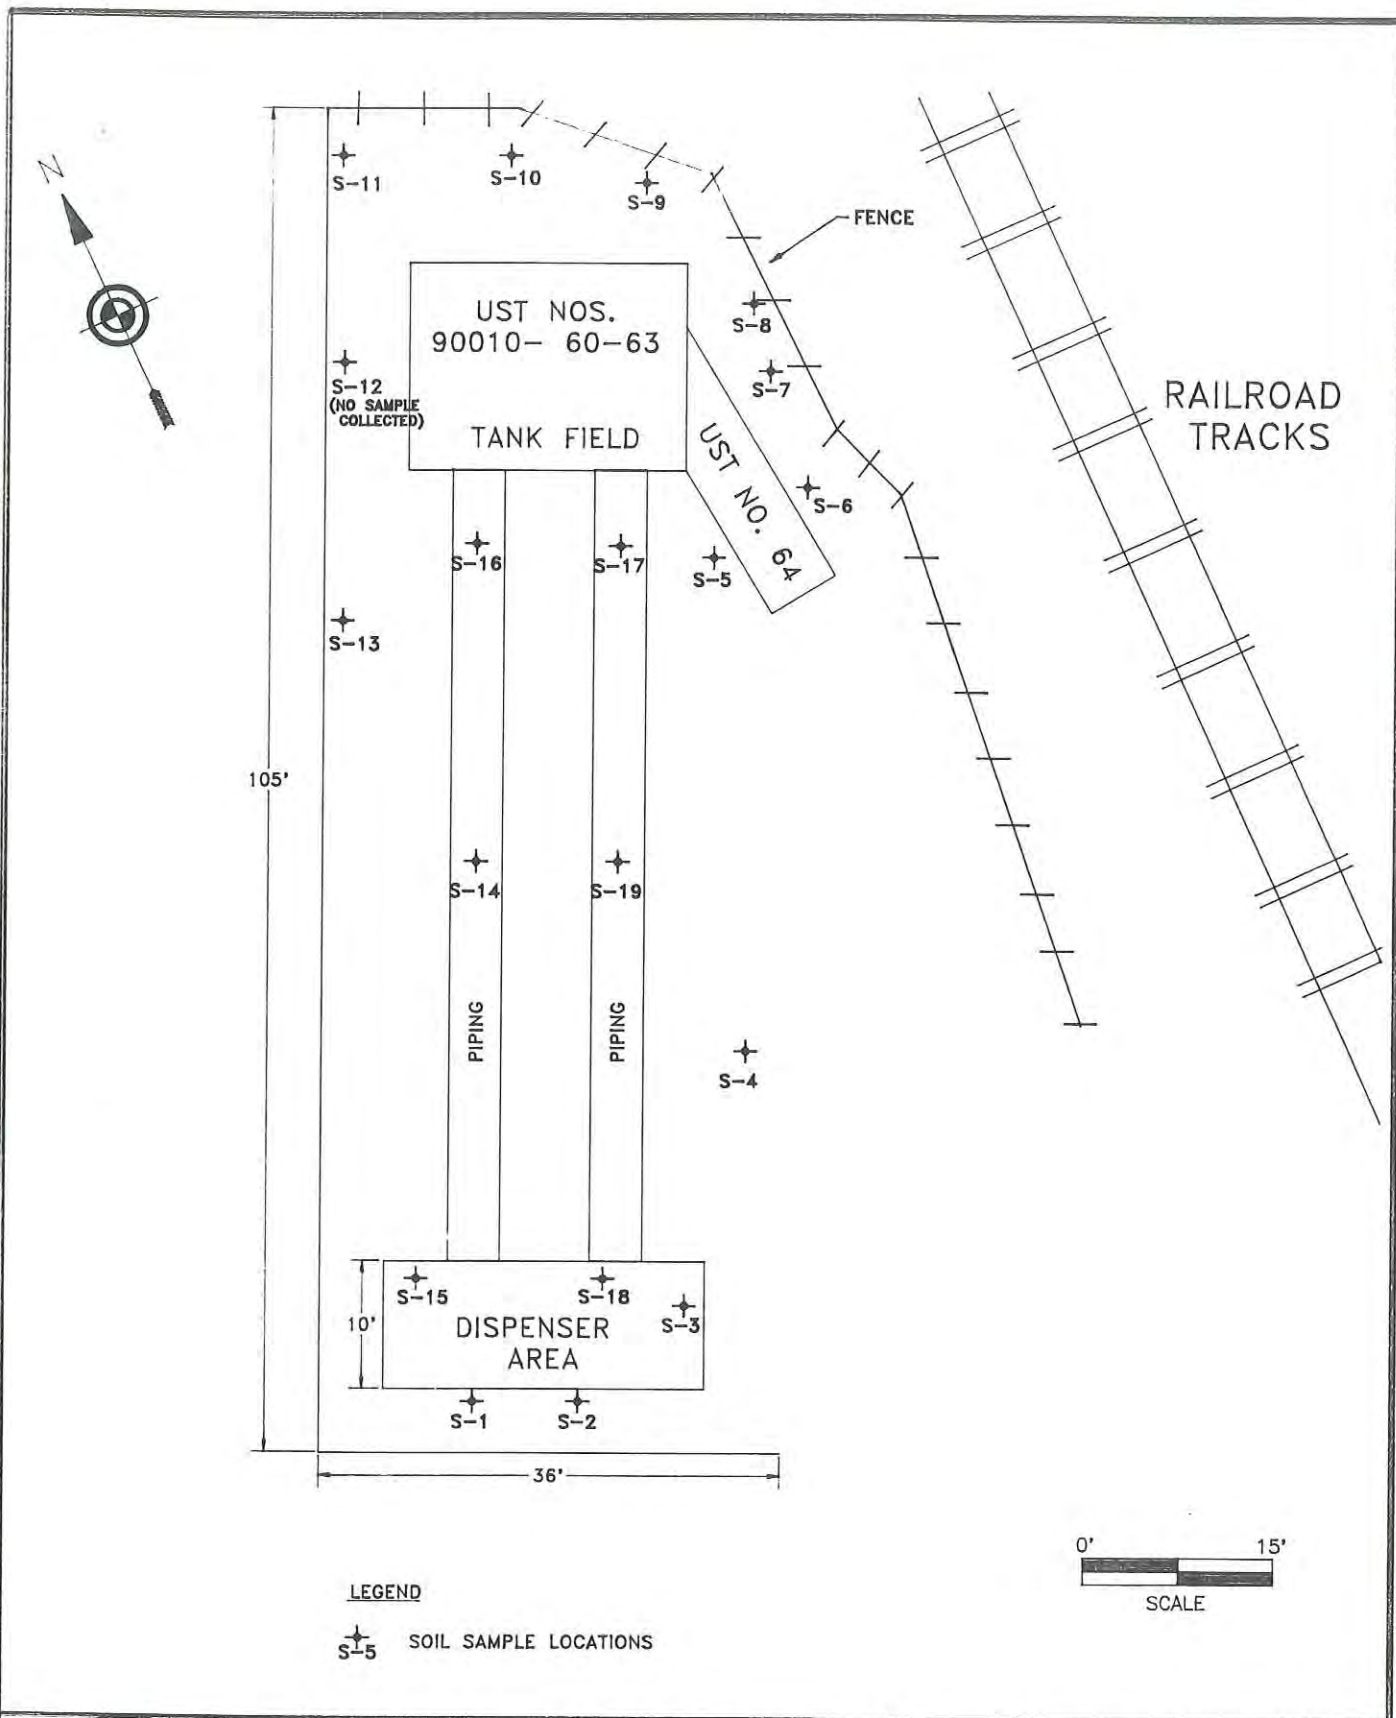 N
S-11
S-10
S-9
FENCE
UST NOS.
90010- 60-63
TANK FIELD
S-8
S-7
S-12
(NO SAMPLE
COLLECTED)
RAILROAD
TRACKS
UST NO. 64
S-6
S-16
S-17
S-5
S-13
105'
S-14
S-19
PIPING
PIPING
S-4
S-15
S-18
S-3
10'
DISPENSER
AREA
S-1
S-2
36'
0' 15'
SCALE
LEGEND
S-5 SOIL SAMPLE LOCATIONS